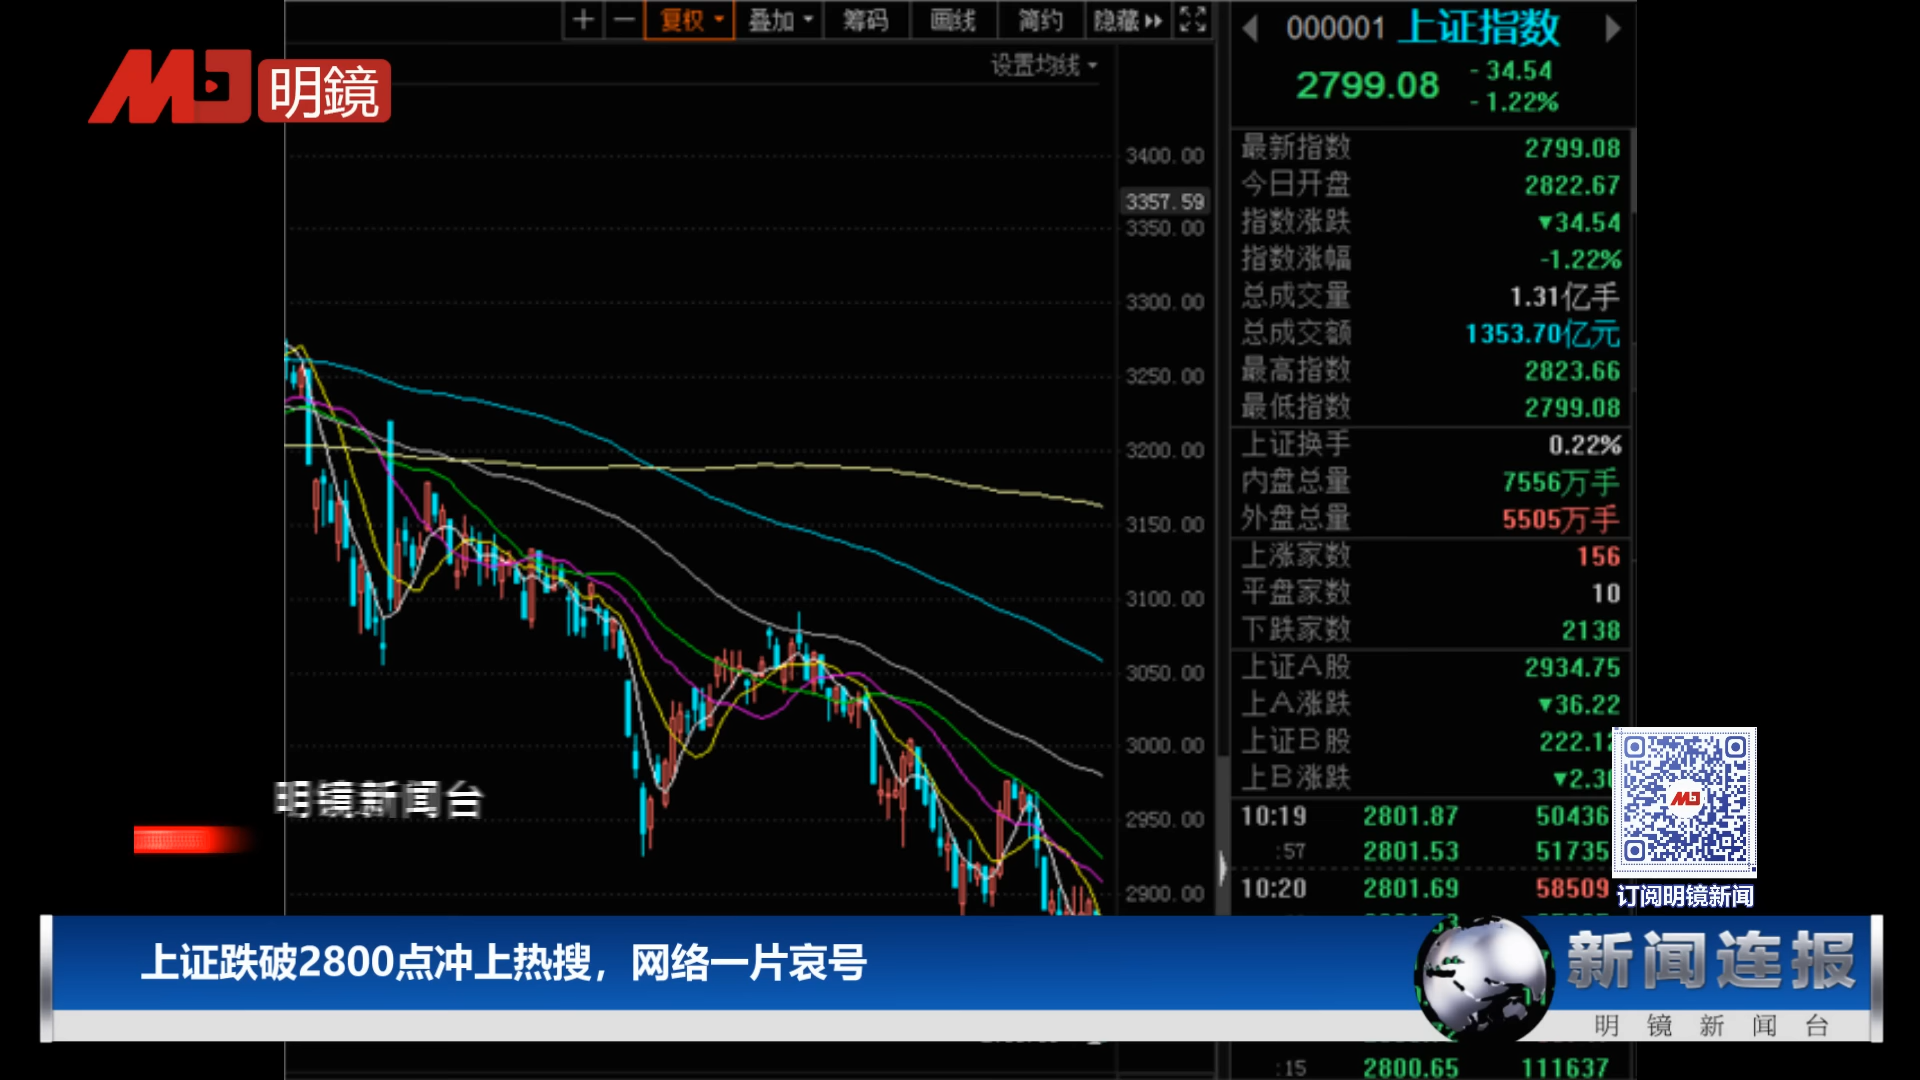 复权 叠加 筹码 画线 简约 隐藏
000001 上证指数
设置均线
2799.08 -34.54
-1.22%
明鏡
3400.00
3357.59
3350.00
3300.00
3250.00
3200.00
3150.00
3100.00
3050.00
3000.00
2950.00
2900.00
最新指数 2799.08
今日开盘 2822.67
指数涨跌 ▼34.54
指数涨幅 -1.22%
总成交量 1.31亿手
总成交额 1353.70亿元
最高指数 2823.66
最低指数 2799.08
上证换手 0.22%
内盘总量 7556万手
外盘总量 5505万手
上涨家数 156
平盘家数 10
下跌家数 2138
上证A股 2934.75
上A涨跌 ▼36.22
上证B股 222.1
上B涨跌 ▼2.3
10:19 2801.87 50436
:57 2801.53 51735
10:20 2801.69 58509
订阅明镜新闻
明镜新闻台
上证跌破2800点冲上热搜，网络一片哀号
新闻连报
明镜新闻台
:15 2800.65 111637